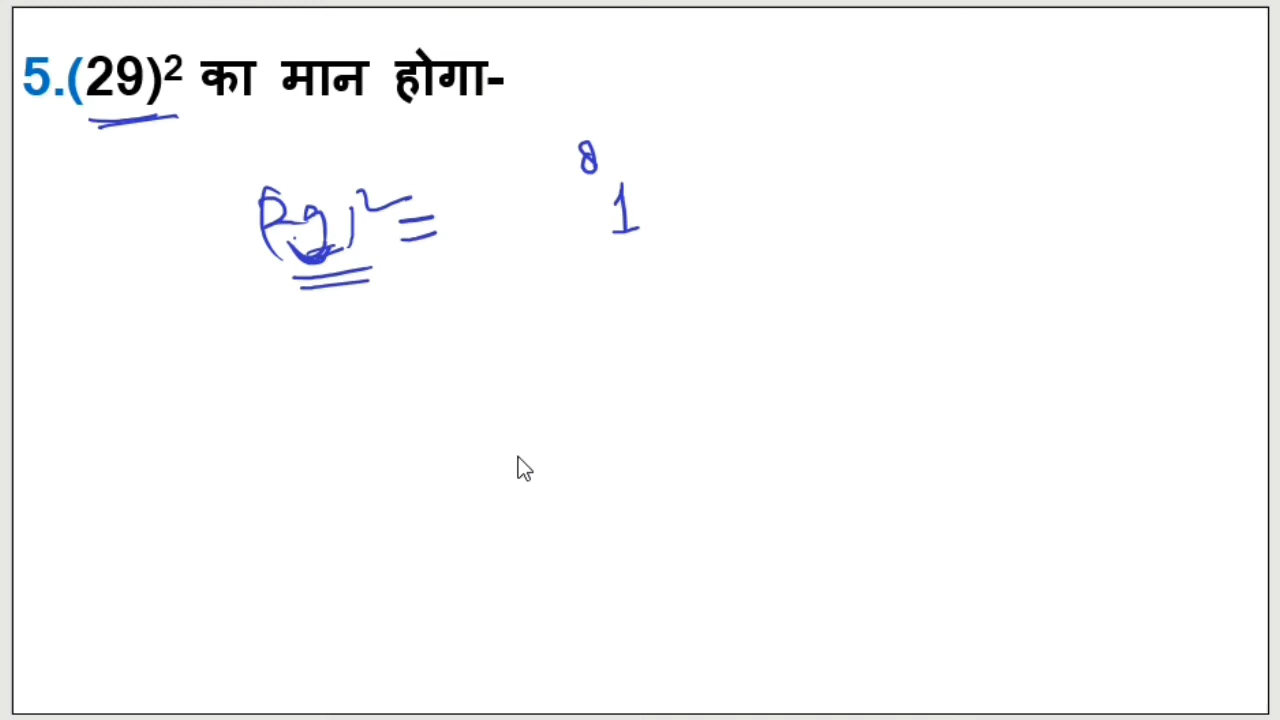 5.(29)² का मान होगा-
8
(29)² = 1